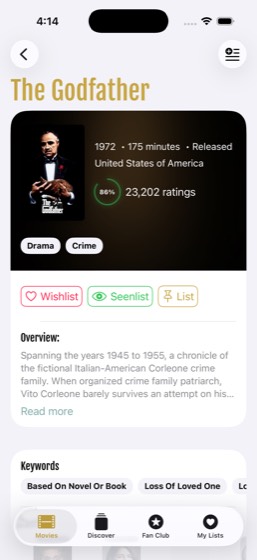 4:14
The Godfather
The
Godfather
1972 • 175 minutes • Released
United States of America
86%
23,202 ratings
Drama
Crime
Wishlist
Seenlist
List
Overview:
Spanning the years 1945 to 1955, a chronicle of
the fictional Italian-American Corleone crime
family. When organized crime family patriarch,
Vito Corleone barely survives an attempt on his...
Read more
Keywords
Based On Novel Or Book
Loss Of Loved One
Lo
Movies
Discover
Fan Club
My Lists